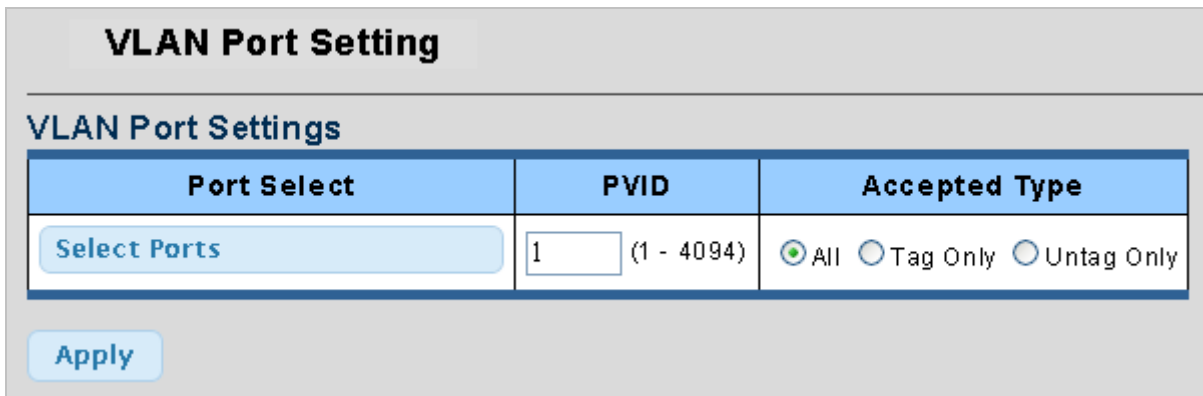 VLAN Port Setting
VLAN Port Settings
Port Select PVID Accepted Type
Select Ports 1 (1 - 4094) All Tag Only Untag Only
Apply